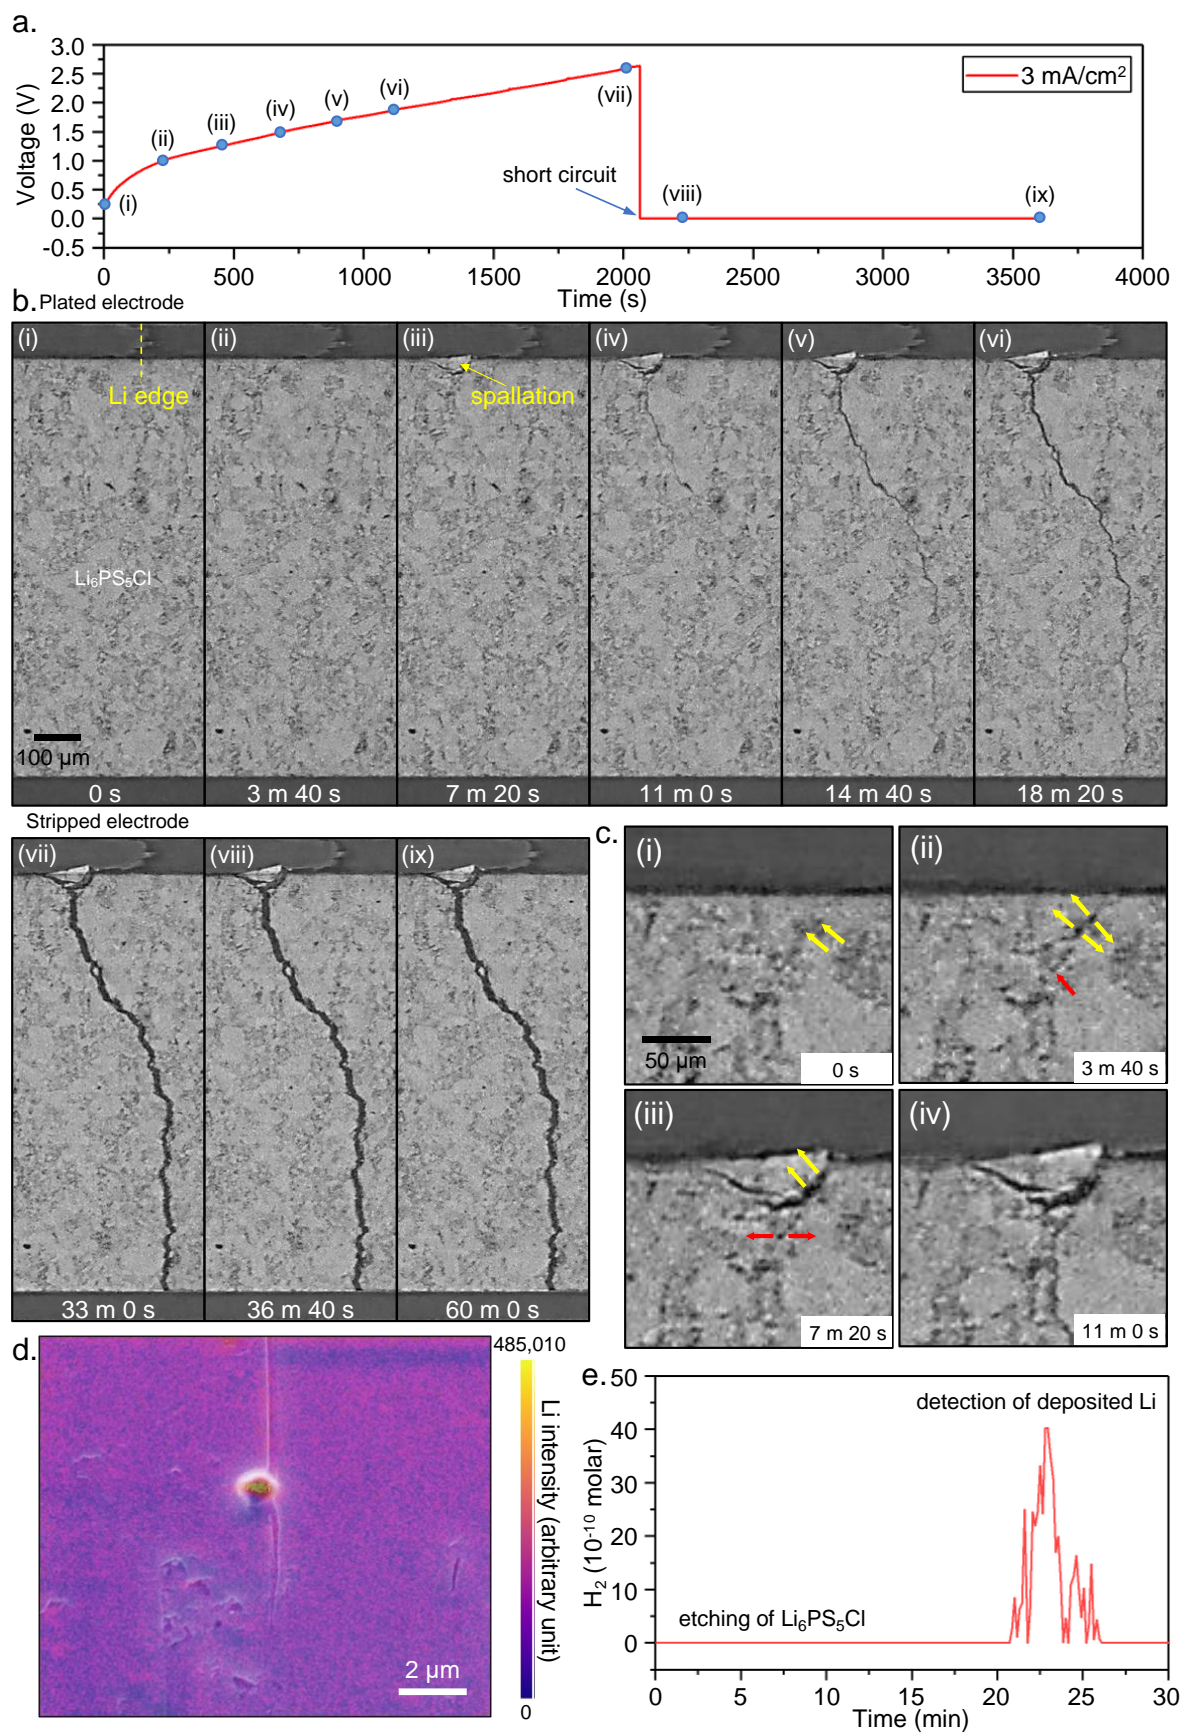 a.
3.0
2.5
2.0
1.5
1.0
0.5
0.0
-0.5
Voltage (V)
(i)
(ii)
(iii)
(iv)
(v)
(vi)
(vii)
(viii)
(ix)
3 mA/cm²
short circuit
0 500 1000 1500 2000 2500 3000 3500 4000
Time (s)
b. Plated electrode
(i) (ii) (iii) (iv) (v) (vi)
Li edge
spallation
Li₆PS₅Cl
100 µm
0 s 3 m 40 s 7 m 20 s 11 m 0 s 14 m 40 s 18 m 20 s
Stripped electrode
(vii) (viii) (ix)
33 m 0 s 36 m 40 s 60 m 0 s
c.
(i) (ii)
50 µm
0 s 3 m 40 s
(iii) (iv)
7 m 20 s 11 m 0 s
d.
485,010
Li intensity (arbitrary unit)
0
2 µm
e.
50
40
30
20
10
0
H₂ (10⁻¹⁰ molar)
detection of deposited Li
etching of Li₆PS₅Cl
0 5 10 15 20 25 30
Time (min)